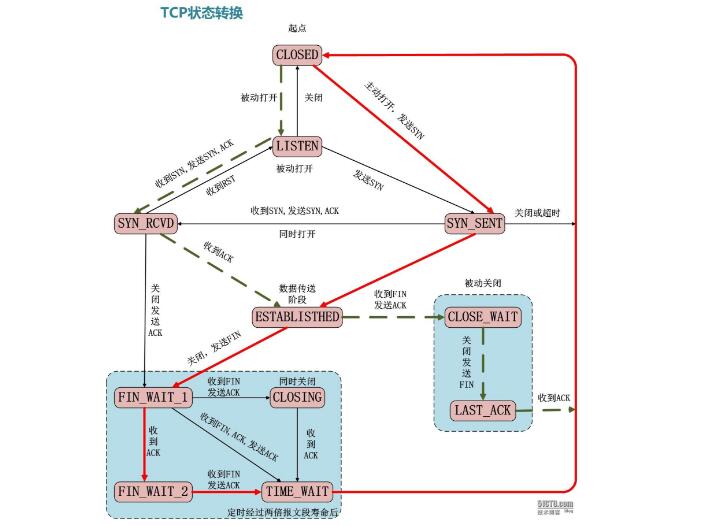 TCP状态转换
起点
CLOSED
被动打开
关闭
主动打开，发送SYN
LISTEN
被动打开
收到SYN,发送SYN,ACK
收到RST
发送SYN
SYN_RCVD
收到SYN,发送SYN,ACK
同时打开
SYN_SENT
关闭或超时
收到ACK
数据传送
阶段
ESTABLISTHED
收到FIN
发送ACK
被动关闭
CLOSE_WAIT
关闭发送FIN
LAST_ACK
收到ACK
关闭发送ACK
关闭，发送FIN
FIN_WAIT_1
收到FIN
发送ACK
同时关闭
CLOSING
收到ACK
收到FIN,ACK,发送ACK
收到ACK
FIN_WAIT_2
收到FIN
发送ACK
TIME_WAIT
定时经过两倍报文段寿命后
51CTO.com
技术博客 Blog